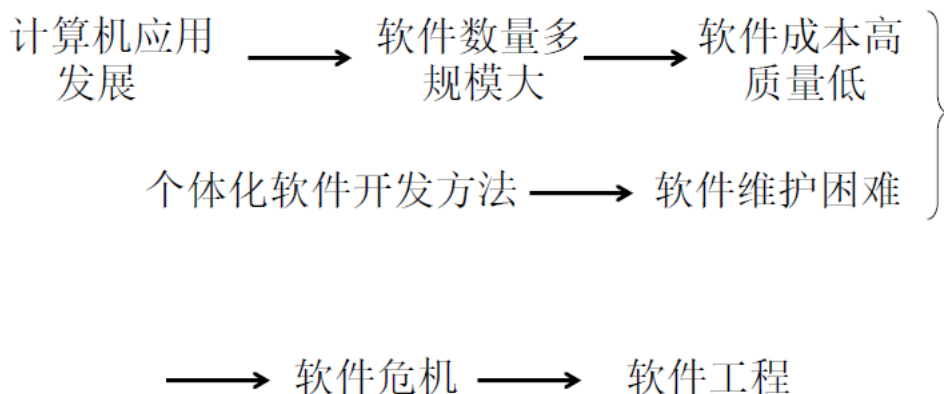 计算机应用 软件数量多 软件成本高
发展 规模大 质量低
个体化软件开发方法 软件维护困难
软件危机 软件工程